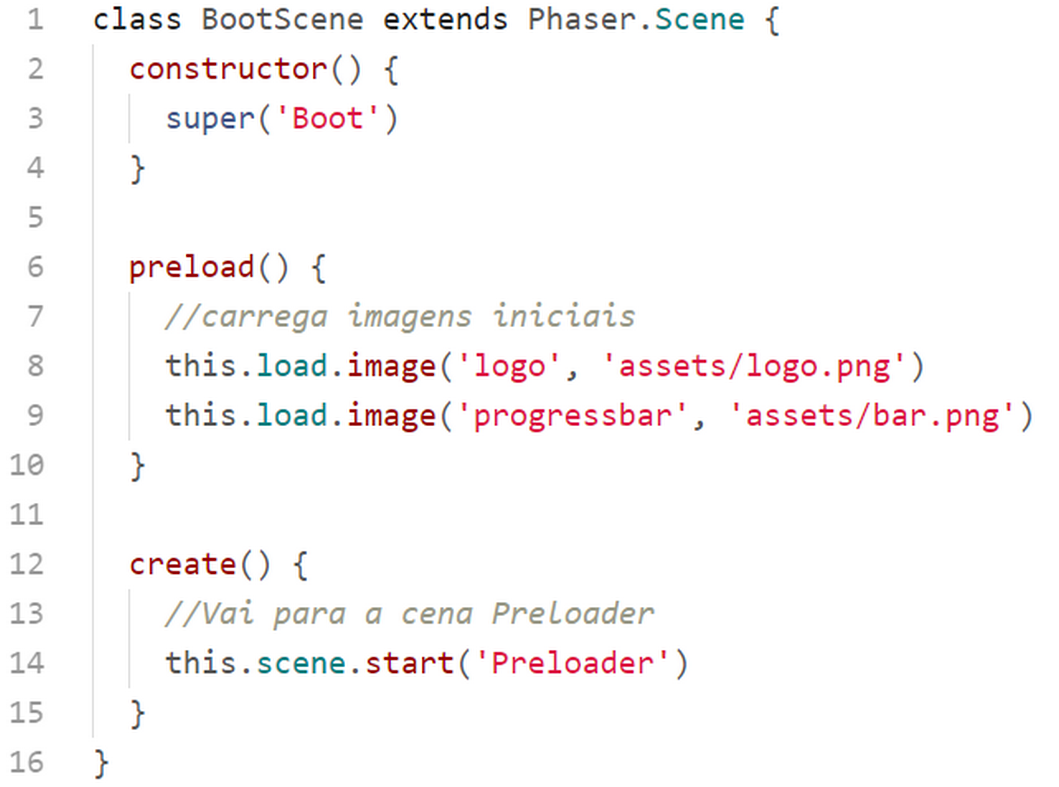 1 class BootScene extends Phaser.Scene {
2 constructor() {
3 super('Boot')
4 }
5
6 preload() {
7 //carrega imagens iniciais
8 this.load.image('logo', 'assets/logo.png')
9 this.load.image('progressbar', 'assets/bar.png')
10 }
11
12 create() {
13 //Vai para a cena Preloader
14 this.scene.start('Preloader')
15 }
16 }